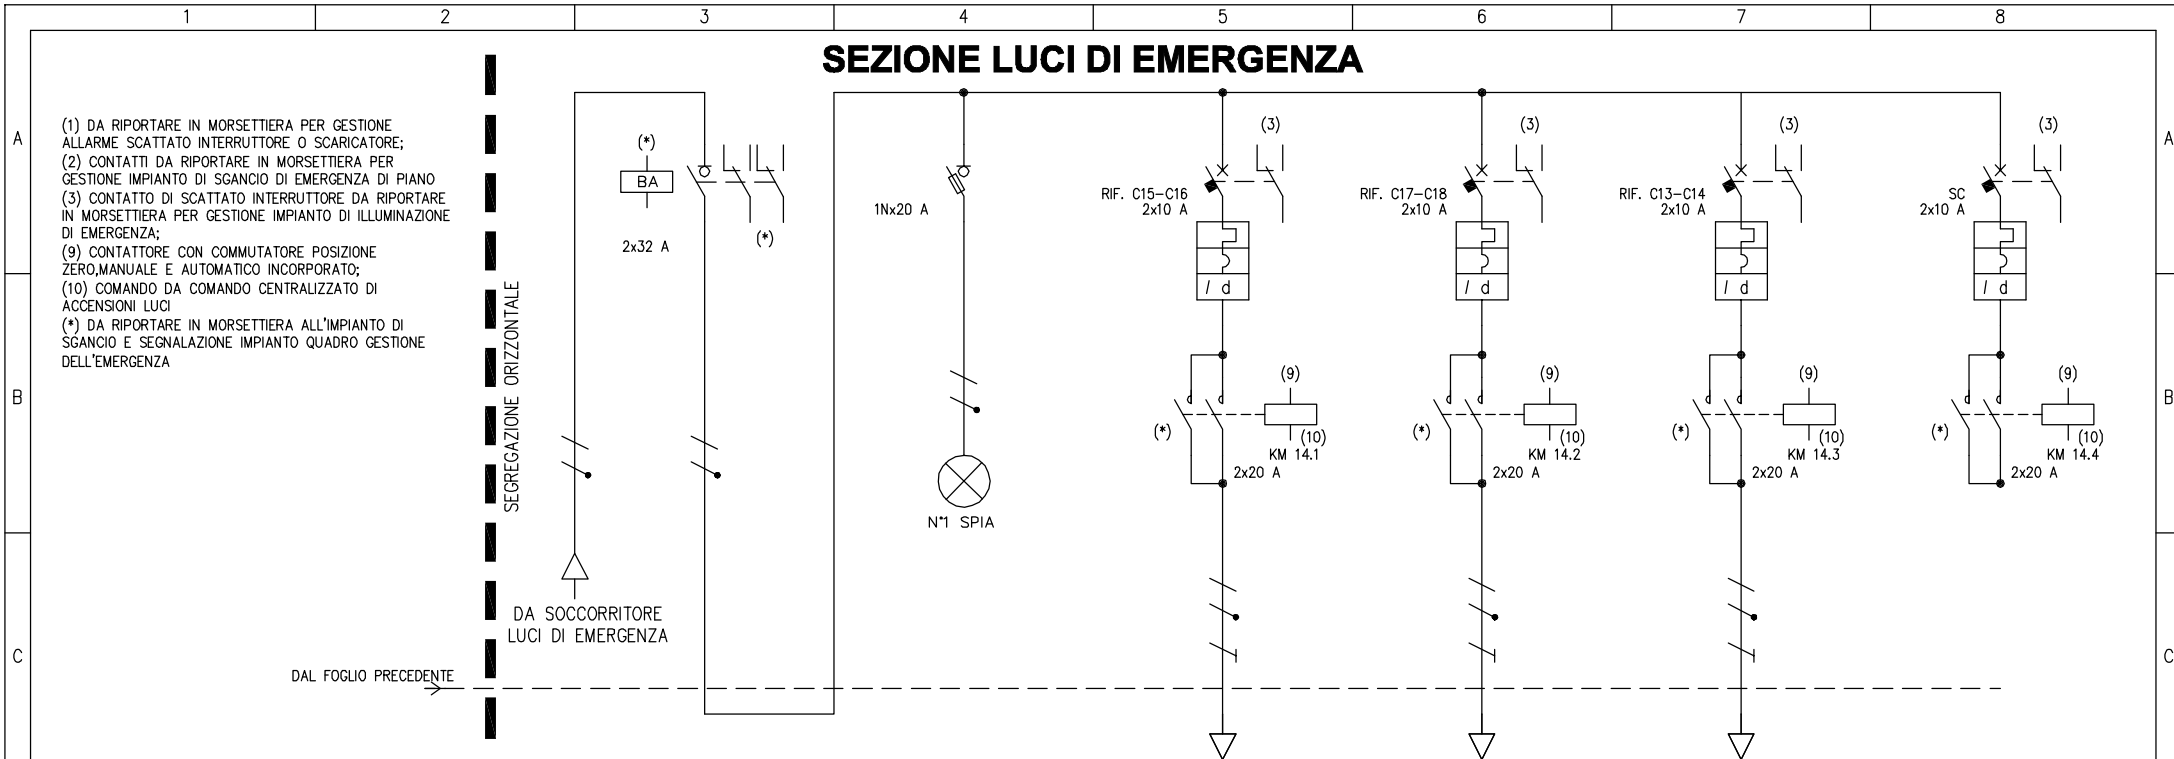 1 2 3 4 5 6 7 8
SEZIONE LUCI DI EMERGENZA
A
A
(1) DA RIPORTARE IN MORSETTIERA PER GESTIONE
ALLARME SCATTATO INTERRUTTORE O SCARICATORE;
(2) CONTATTI DA RIPORTARE IN MORSETTIERA PER
GESTIONE IMPIANTO DI SGANCIO DI EMERGENZA DI PIANO
(3) CONTATTO DI SCATTATO INTERRUTTORE DA RIPORTARE
IN MORSETTIERA PER GESTIONE IMPIANTO DI ILLUMINAZIONE
DI EMERGENZA;
(9) CONTATTORE CON COMMUTATORE POSIZIONE
ZERO,MANUALE E AUTOMATICO INCORPORATO;
(10) COMANDO DA COMANDO CENTRALIZZATO DI
ACCENSIONI LUCI
(*) DA RIPORTARE IN MORSETTIERA ALL'IMPIANTO DI
SGANCIO E SEGNALAZIONE IMPIANTO QUADRO GESTIONE
DELL'EMERGENZA
SEGREGAZIONE ORIZZONTALE
(*)
BA
2x32 A
(*)
1Nx20 A
N°1 SPIA
(3)
RIF. C15-C16
2x10 A
I d
(9)
(*)
(10)
KM 14.1
2x20 A
(3)
RIF. C17-C18
2x10 A
I d
(9)
(*)
(10)
KM 14.2
2x20 A
(3)
RIF. C13-C14
2x10 A
I d
(9)
(*)
(10)
KM 14.3
2x20 A
(3)
SC
2x10 A
I d
(9)
(*)
(10)
KM 14.4
2x20 A
B
B
DA SOCCORRITORE
LUCI DI EMERGENZA
C
C
DAL FOGLIO PRECEDENTE